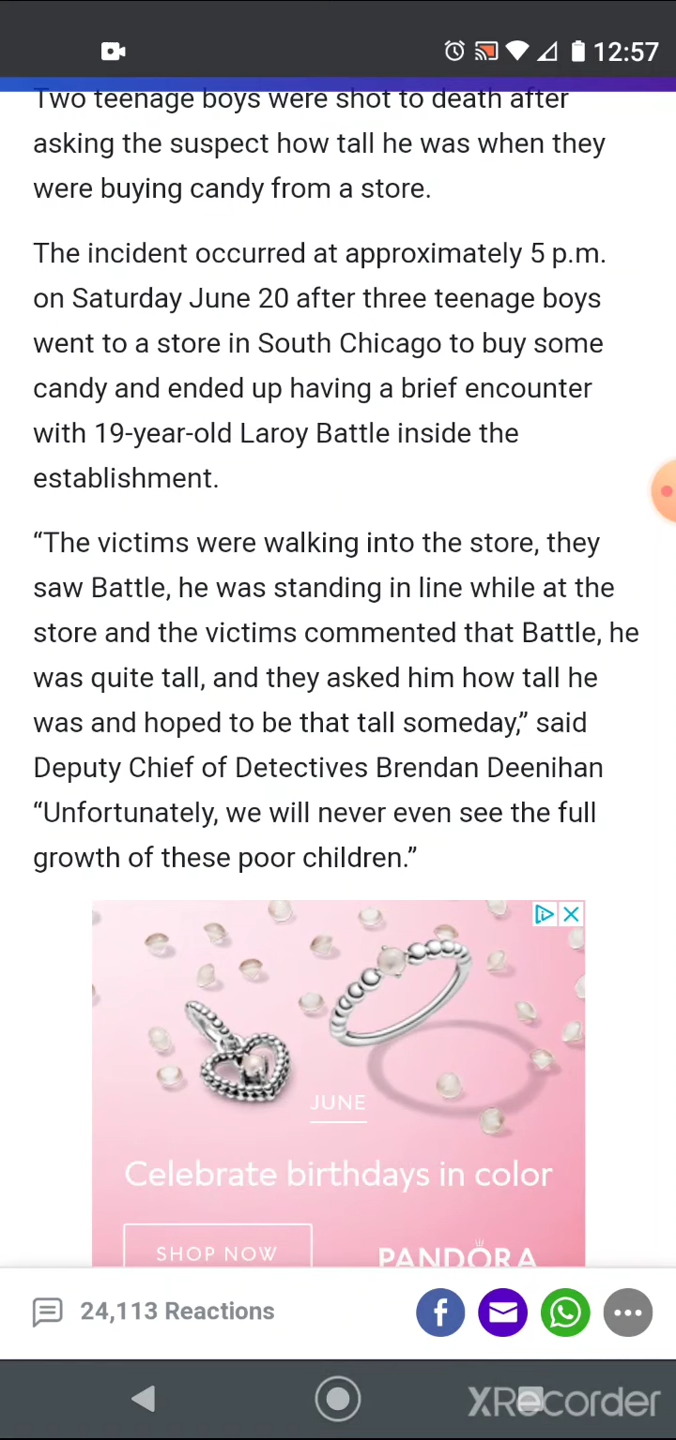 12:57
Two teenage boys were shot to death after
asking the suspect how tall he was when they
were buying candy from a store.
The incident occurred at approximately 5 p.m.
on Saturday June 20 after three teenage boys
went to a store in South Chicago to buy some
candy and ended up having a brief encounter
with 19-year-old Laroy Battle inside the
establishment.
“The victims were walking into the store, they
saw Battle, he was standing in line while at the
store and the victims commented that Battle, he
was quite tall, and they asked him how tall he
was and hoped to be that tall someday,” said
Deputy Chief of Detectives Brendan Deenihan
“Unfortunately, we will never even see the full
growth of these poor children.”
JUNE
Celebrate birthdays in color
SHOP NOW
PANDORA
24,113 Reactions
XRecorder